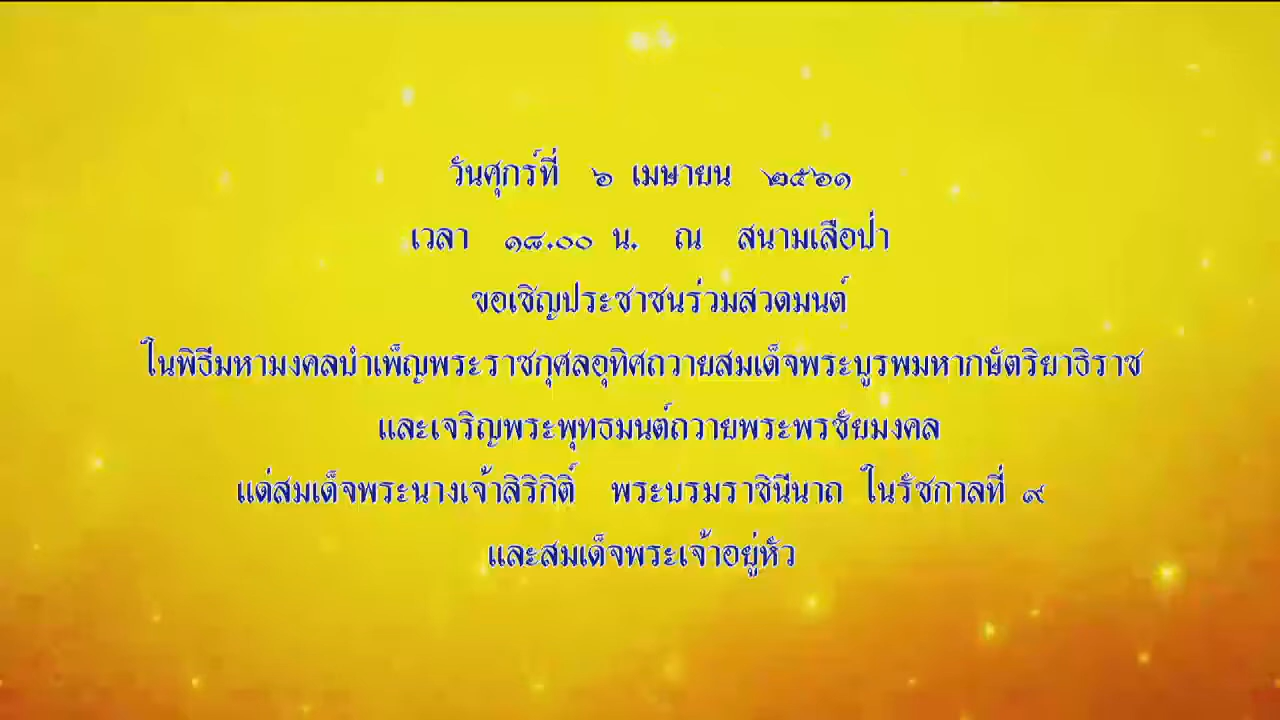 วันศุกร์ที่ ๖ เมษายน ๒๕๖๑
เวลา ๑๘.๐๐ น. ณ สนามเสือป่า
ขอเชิญประชาชนร่วมสวดมนต์
ในพิธีมหามงคลบำเพ็ญพระราชกุศลอุทิศถวายสมเด็จพระบูรพมหากษัตริยาธิราช
และเจริญพระพุทธมนต์ถวายพระพรชัยมงคล
แด่สมเด็จพระนางเจ้าสิริกิติ์ พระบรมราชินีนาถ ในรัชกาลที่ ๙
และสมเด็จพระเจ้าอยู่หัว